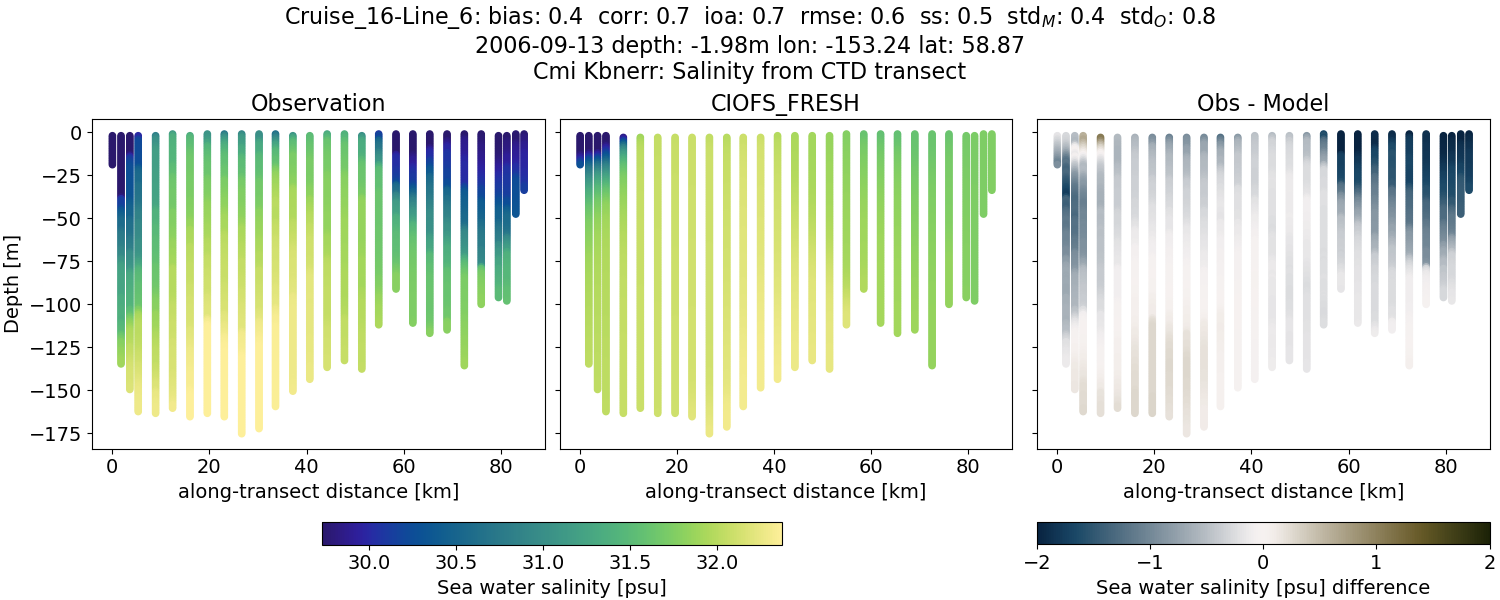 Cruise_16-Line_6: bias: 0.4  corr: 0.7  ioa: 0.7  rmse: 0.6  ss: 0.5  std_M: 0.4  std_O: 0.8
2006-09-13 depth: -1.98m lon: -153.24 lat: 58.87
Cmi Kbnerr: Salinity from CTD transect
Observation
CIOFS_FRESH
Obs - Model
Depth [m]
0
−25
−50
−75
−100
−125
−150
−175
0 20 40 60 80
0 20 40 60 80
0 20 40 60 80
along-transect distance [km]
along-transect distance [km]
along-transect distance [km]
30.0 30.5 31.0 31.5 32.0
Sea water salinity [psu]
−2 −1 0 1 2
Sea water salinity [psu] difference